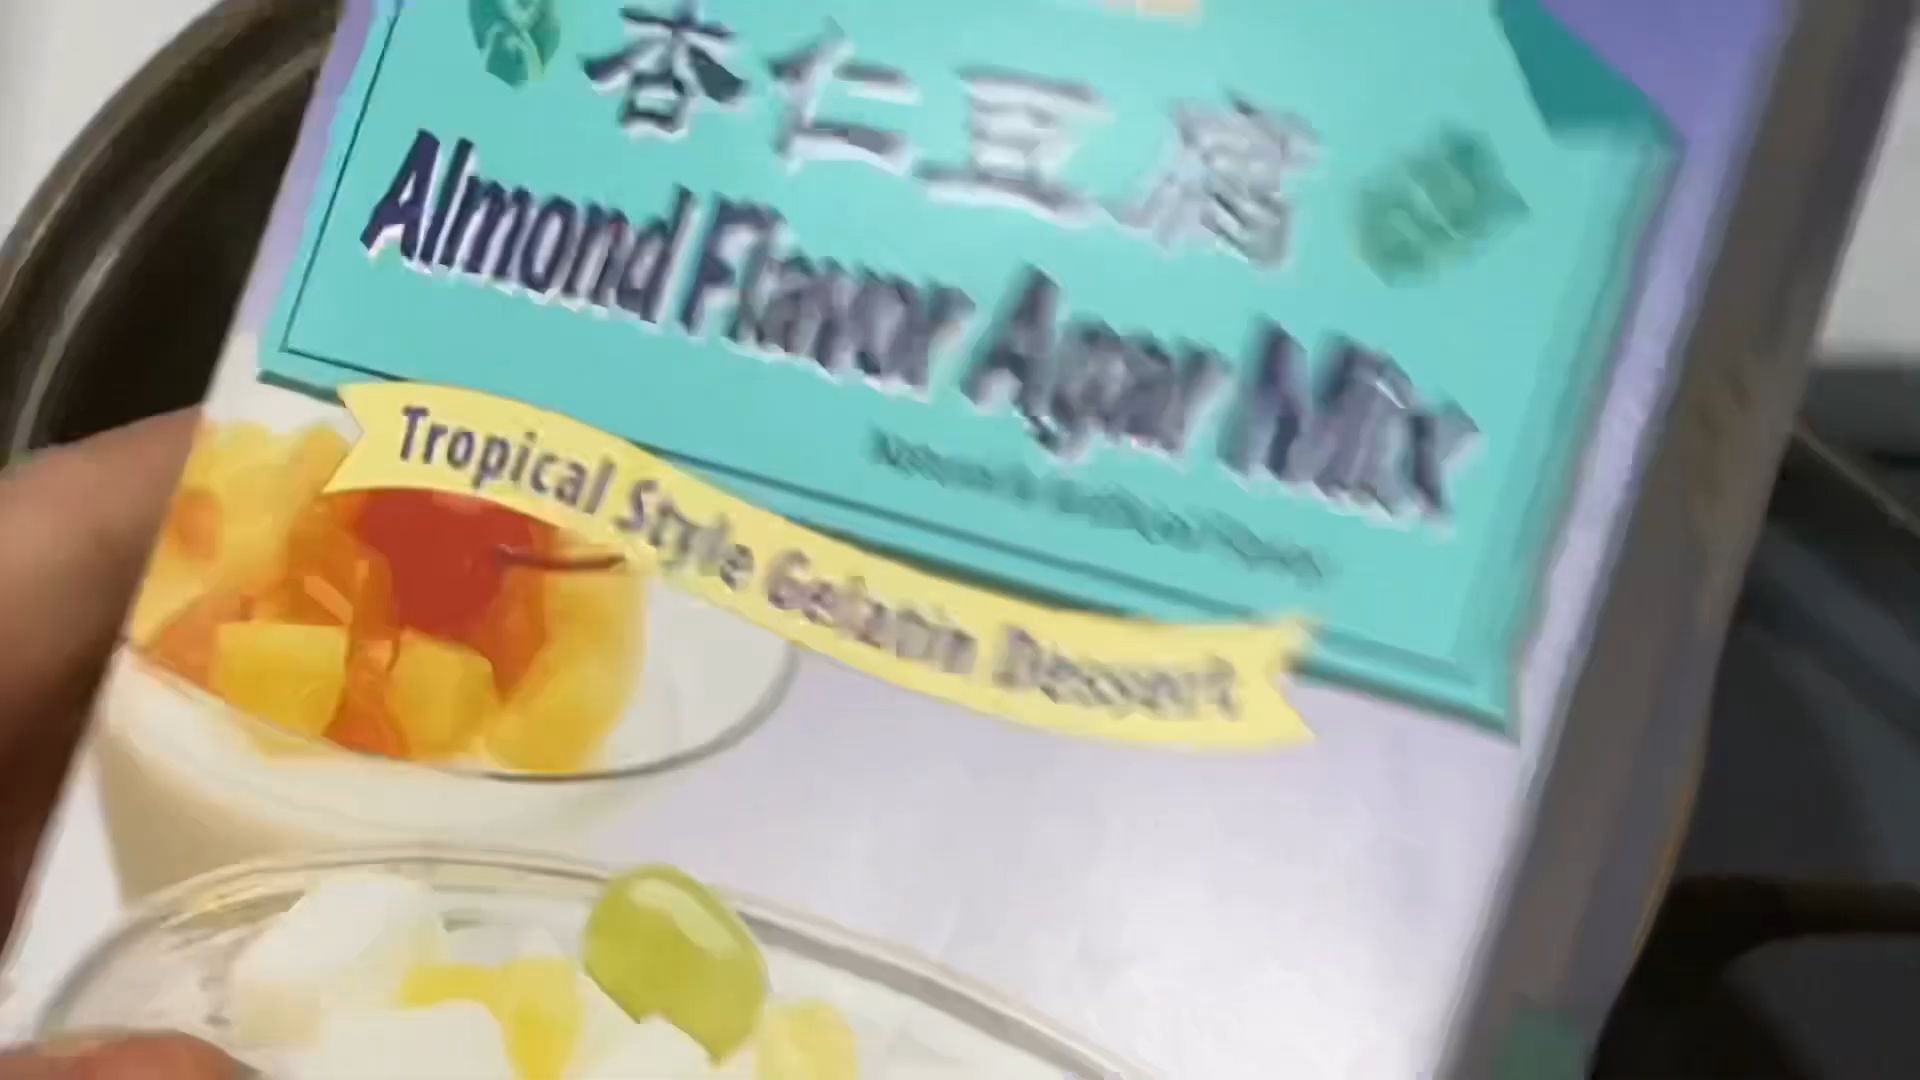 杏仁豆腐
Almond Flavor Agar Mix
Tropical Style Gelatin Dessert